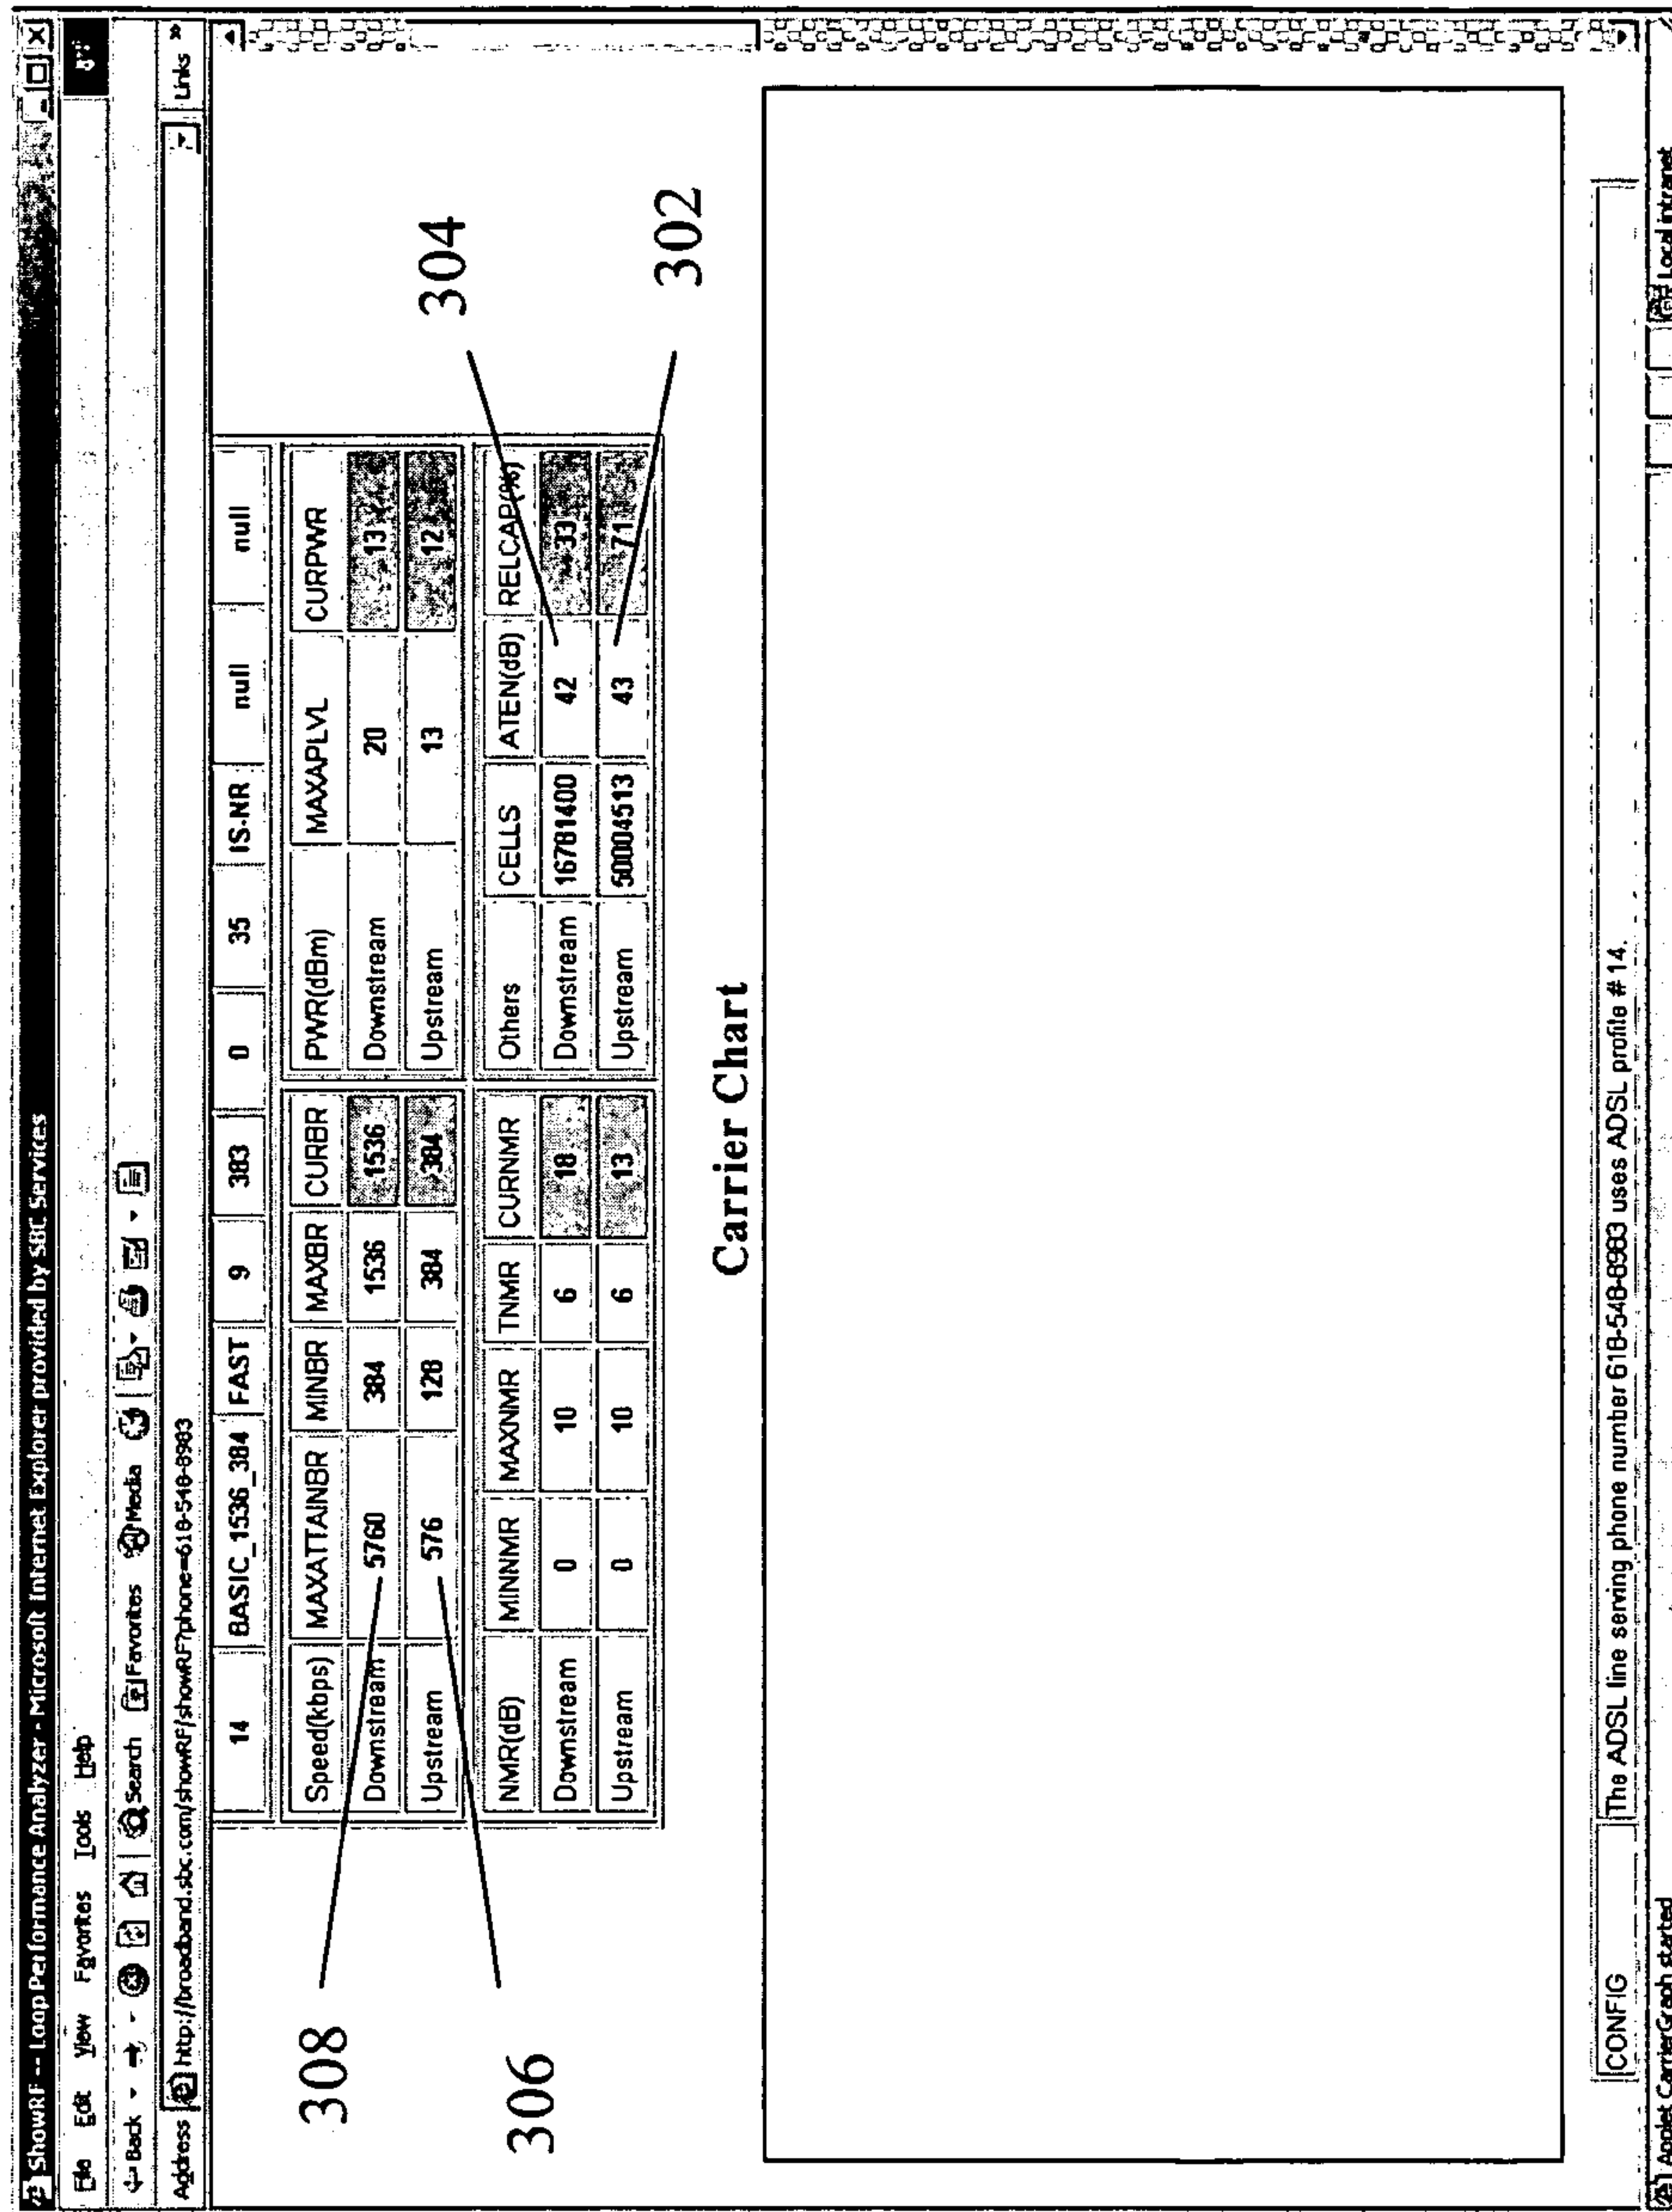 ShowRF -- Loop Performance Analyzer - Microsoft Internet Explorer provided by SBC Services
File Edit View Favorites Tools Help
Back Search Favorites Media
Address http://broadband.sbc.com/showRF/showRF?phone=618-548-8983 Links »
14 BASIC_1536_384 FAST 9 383 0 35 IS-NR null null
Speed(kbps) MAXATTAINBR MINBR MAXBR CURBR PWR(dBm) MAXAPLVL CURPWR
Downstream 5760 384 1536 1536 Downstream 20 13
Upstream 576 128 384 384 Upstream 13 12
NMR(dB) MINNMR MAXNMR TNMR CURNMR Others CELLS ATEN(dB) RELCAP(%)
Downstream 0 10 6 18 Downstream 16781400 42 33
Upstream 0 10 6 13 Upstream 50004513 43 71
308
306
304
302
Carrier Chart
CONFIG The ADSL line serving phone number 618-548-8983 uses ADSL profile # 14.
Applet CarrierGraph started Local intranet